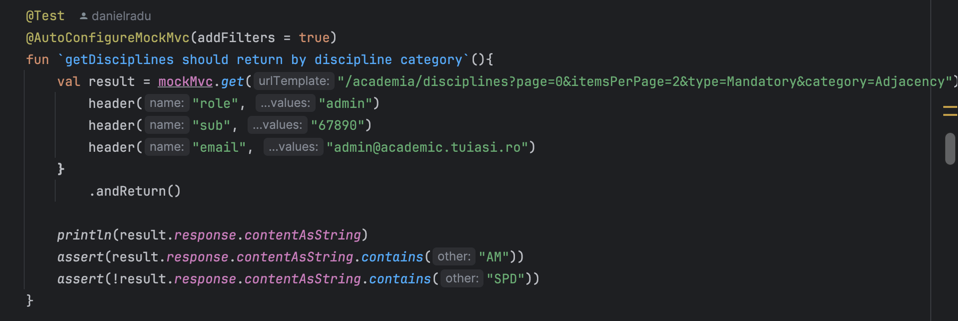 @Test danielradu
@AutoConfigureMockMvc(addFilters = true)
fun `getDisciplines should return by discipline category`(){
val result = mockMvc.get( urlTemplate: "/academia/disciplines?page=0&itemsPerPage=2&type=Mandatory&category=Adjacency")
header( name: "role", ...values: "admin")
header( name: "sub", ...values: "67890")
header( name: "email", ...values: "admin@academic.tuiasi.ro")
}
.andReturn()
println(result.response.contentAsString)
assert(result.response.contentAsString.contains( other: "AM"))
assert(!result.response.contentAsString.contains( other: "SPD"))
}